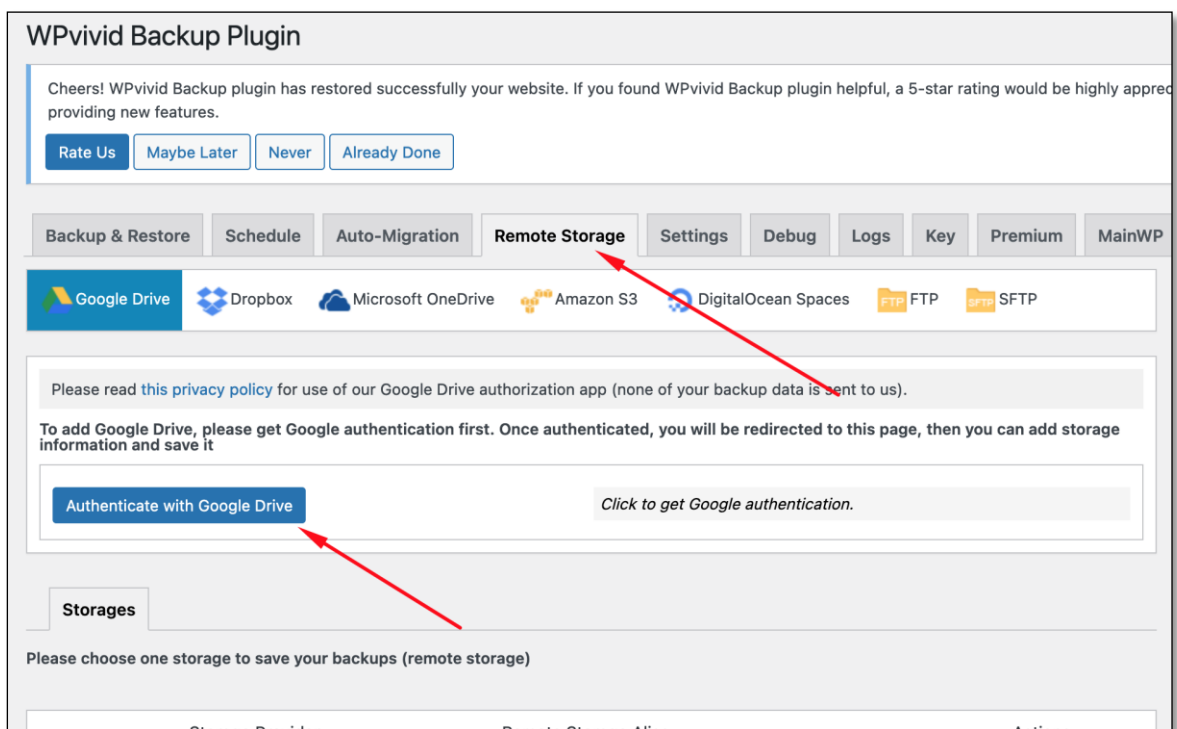 WPvivid Backup Plugin
Cheers! WPvivid Backup plugin has restored successfully your website. If you found WPvivid Backup plugin helpful, a 5-star rating would be highly
providing new features.
Rate Us Maybe Later Never Already Done
Backup & Restore Schedule Auto-Migration Remote Storage Settings Debug Logs Key Premium MainWP
Google Drive Dropbox Microsoft OneDrive Amazon S3 DigitalOcean Spaces FTP FTP SFTP SFTP
Please read this privacy policy for use of our Google Drive authorization app (none of your backup data is sent to us).
To add Google Drive, please get Google authentication first. Once authenticated, you will be redirected to this page, then you can add storage
information and save it
Authenticate with Google Drive Click to get Google authentication.
Storages
Please choose one storage to save your backups (remote storage)